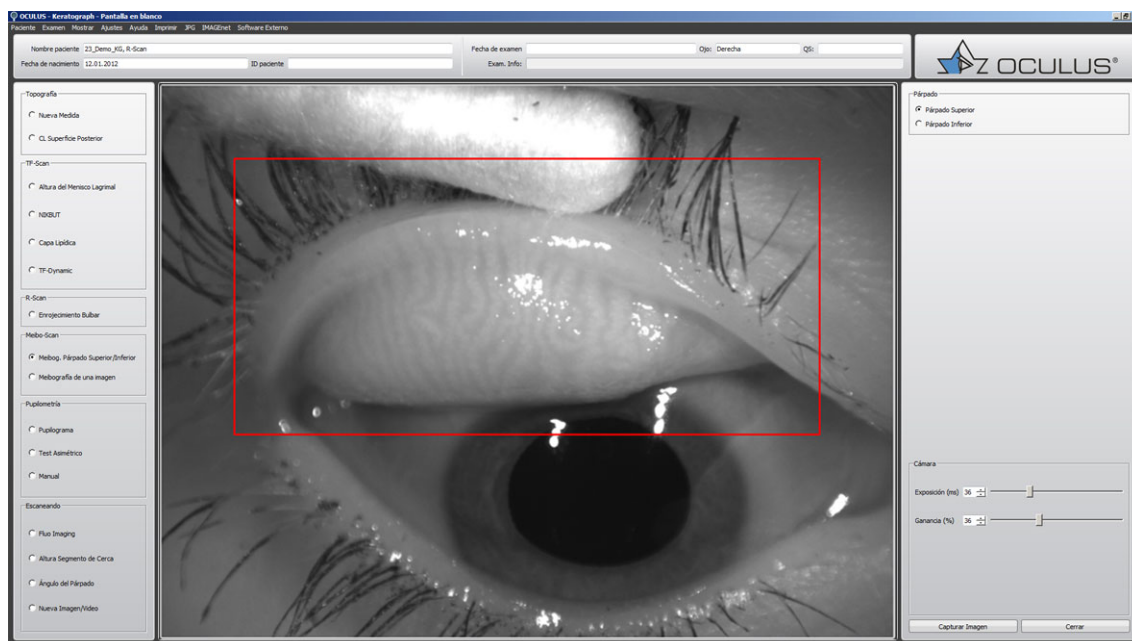 OCULUS - Keratograph - Pantalla en blanco
Paciente Examen Mostrar Ajustes Ayuda Imprimir JPG IMAGEnet Software Externo
Nombre paciente 23_Demo_KG, R-Scan
Fecha de nacimiento 12.01.2012 ID paciente
Fecha de examen Ojo: Derecha QS:
Exam. Info:
OCULUS®
Topografía
Nueva Medida
CL Superficie Posterior
TF-Scan
Altura del Menisco Lagrimal
NIKBUT
Capa Lipídica
TF-Dynamic
R-Scan
Enrojecimiento Bulbar
Meibo-Scan
Meibog. Párpado Superior/Inferior
Meibografía de una imagen
Pupilometría
Pupilograma
Test Asimétrico
Manual
Escaneando
Fluo Imaging
Altura Segmento de Cerca
Ángulo del Párpado
Nueva Imagen/Video
Párpado
Párpado Superior
Párpado Inferior
Cámara
Exposición (ms) 36
Ganancia (%) 36
Capturar Imagen Cerrar